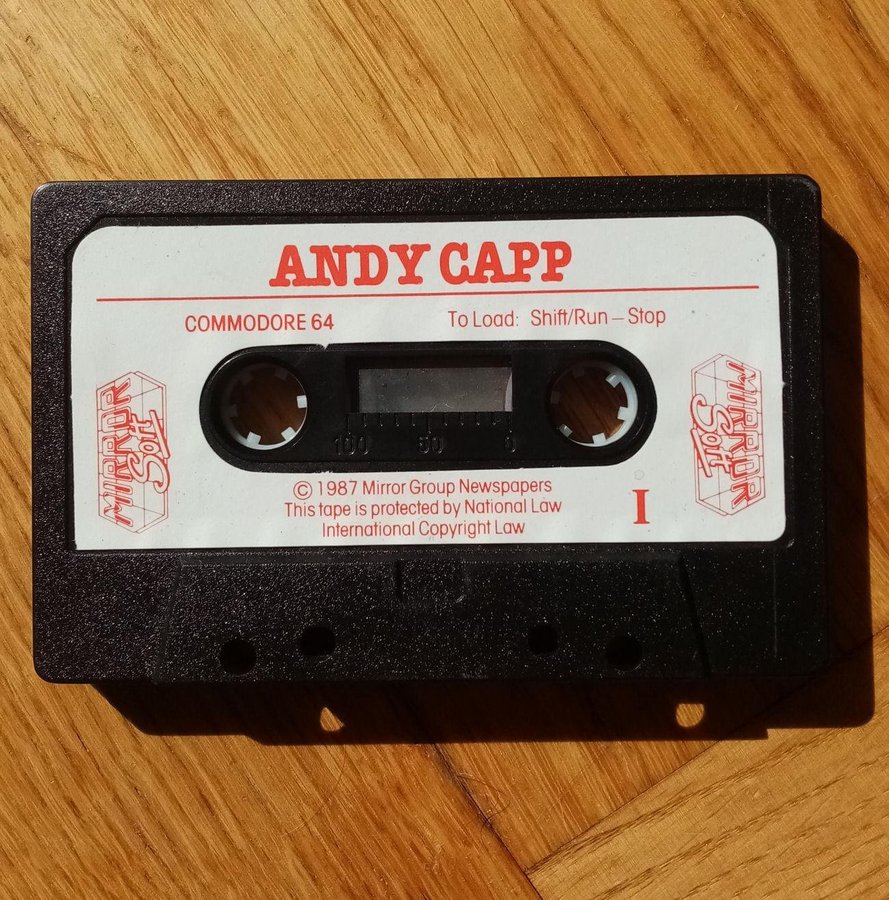 ANDY CAPP
COMMODORE 64
To Load: Shift/Run – Stop
MIRROR
Soft
MIRROR
Soft
100 50 0
© 1987 Mirror Group Newspapers
This tape is protected by National Law
International Copyright Law
I